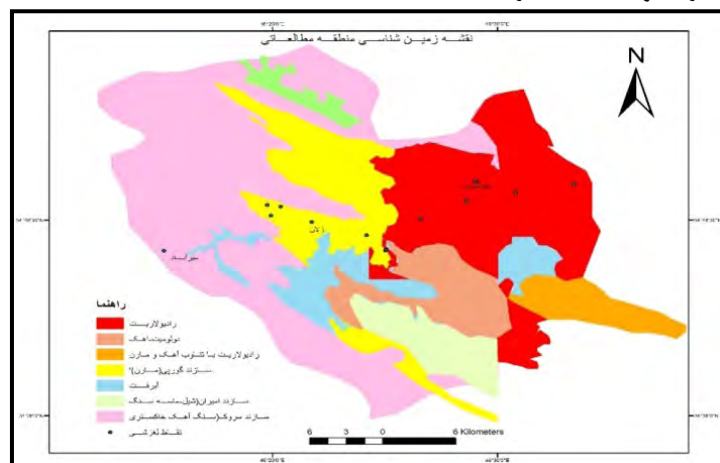 نقشه زمین شناسی منطقه مطالعاتی
N
راهنما
رادیولاریت
دولومیت-اهک
رادیولاریت با تناوب آهک و مارن
سازند گورپی(مارن)
آبرفت
سازند امیران(شیل-ماسه سنگ
سازند سروک(سنگ آهک خاکستری
نقاط لغزشی
6 3 0 6 Kilometers